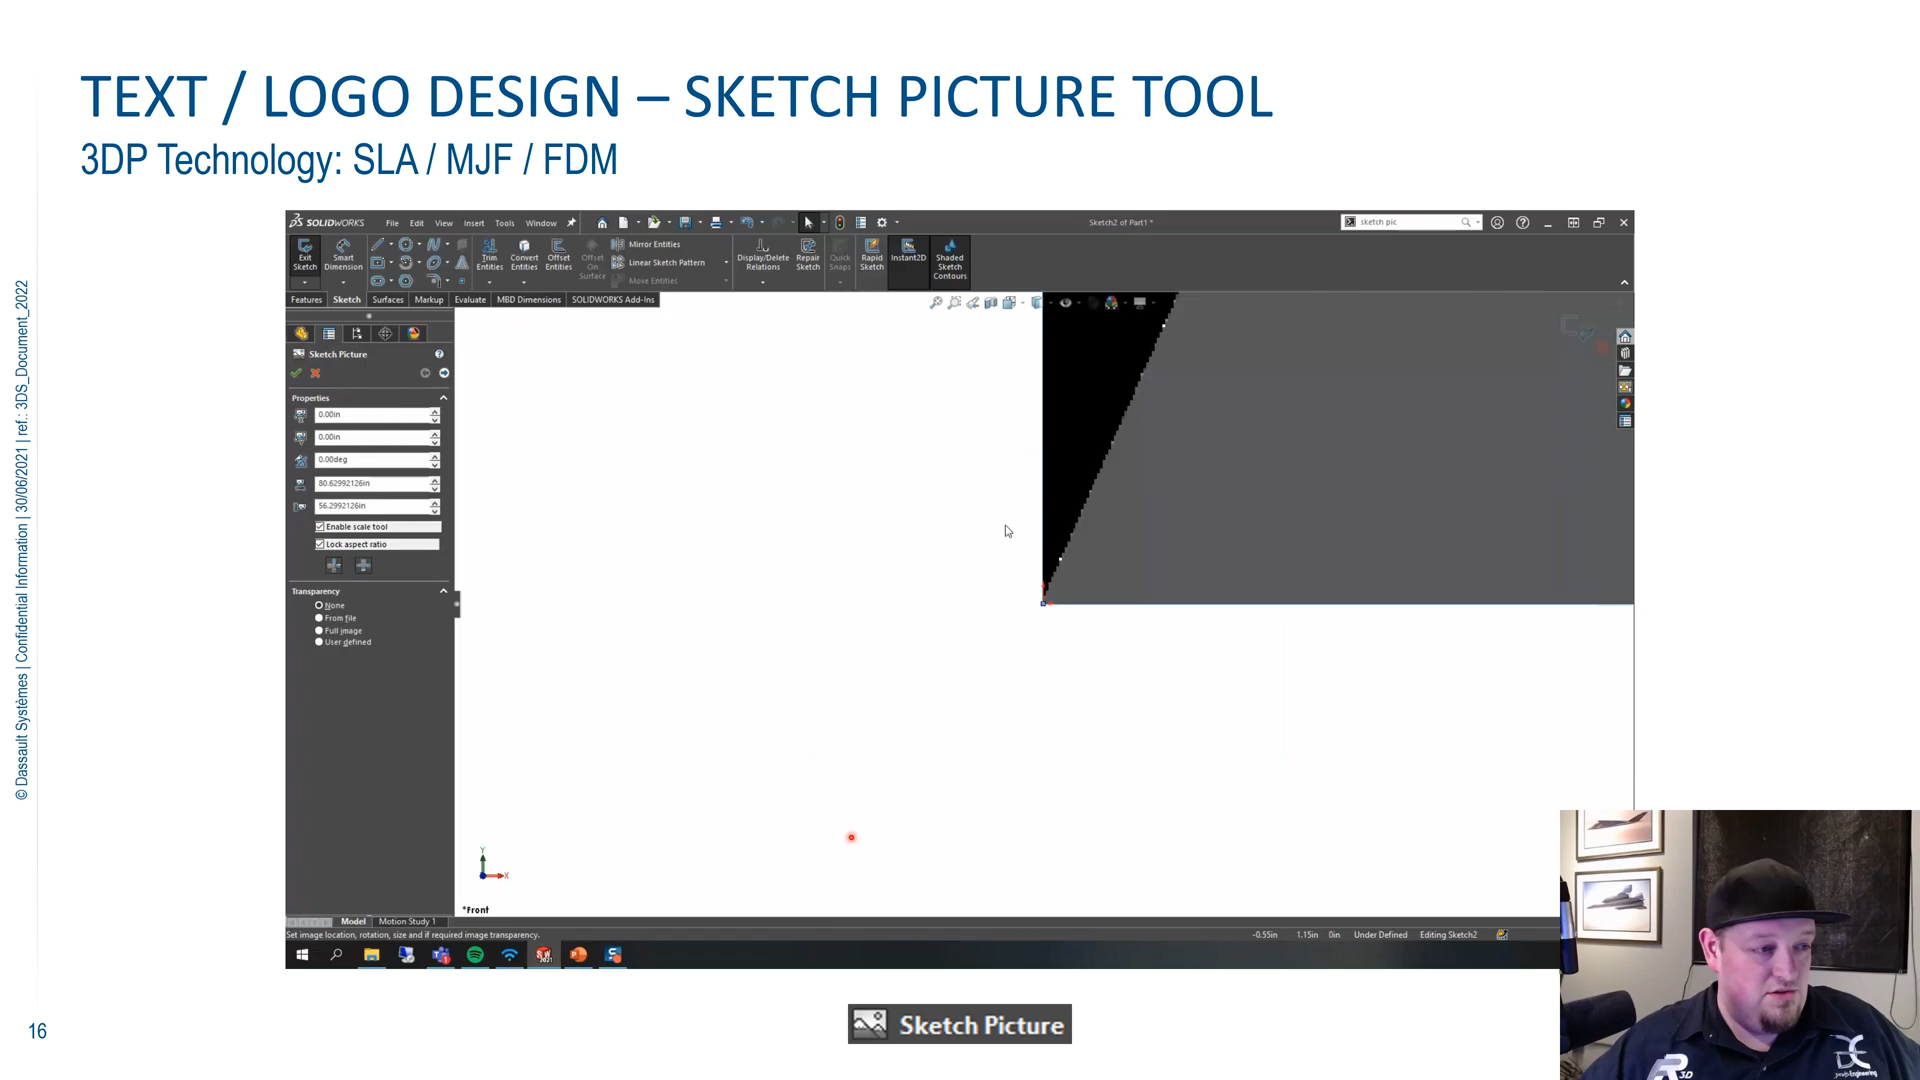 TEXT / LOGO DESIGN – SKETCH PICTURE TOOL
3DP Technology: SLA / MJF / FDM
© Dassault Systèmes | Confidential Information | 30/06/2021 | ref.: 3DS_Document_2022
SOLIDWORKS File Edit View Insert Tools Window Sketch2 of Part1 * sketch pic
Exit Sketch
Smart Dimension
Trim Entities
Convert Entities
Offset Entities
Offset On Surface
Mirror Entities
Linear Sketch Pattern
Move Entities
Display/Delete Relations
Repair Sketch
Quick Snaps
Rapid Sketch
Instant2D
Shaded Sketch Contours
Features Sketch Surfaces Markup Evaluate MBD Dimensions SOLIDWORKS Add-Ins
Sketch Picture
Properties
0.00in
0.00in
0.00deg
80.62992126in
56.2992126in
Enable scale tool
Lock aspect ratio
Transparency
None
From file
Full image
User defined
Y
X
*Front
Model Motion Study 1
Set image location, rotation, size and if required image transparency.
-0.55in 1.15in 0in Under Defined Editing Sketch2
Sketch Picture
16